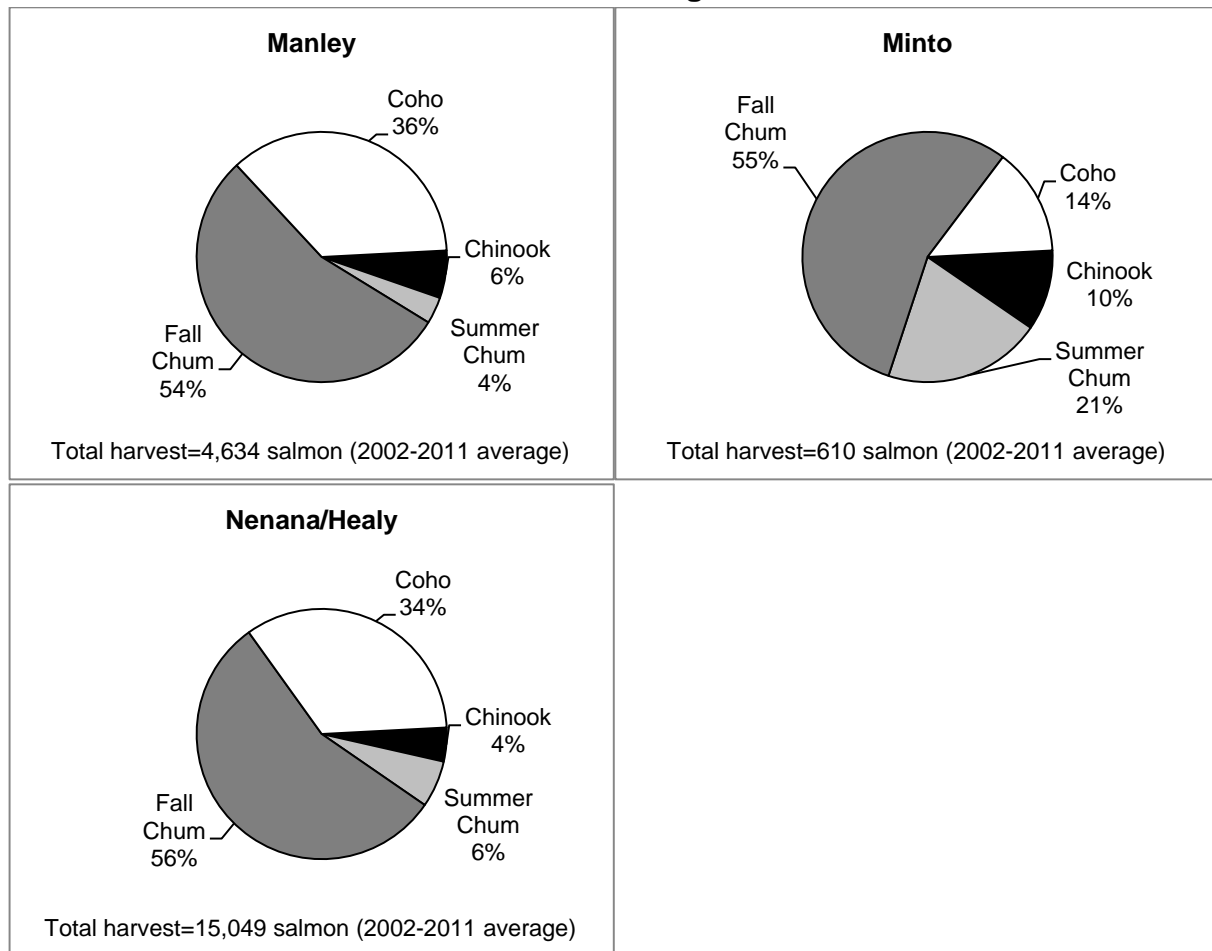 Manley
Coho
36%
Chinook
6%
Summer
Chum
4%
Fall
Chum
54%
Total harvest=4,634 salmon (2002-2011 average)
Minto
Fall
Chum
55%
Coho
14%
Chinook
10%
Summer
Chum
21%
Total harvest=610 salmon (2002-2011 average)
Nenana/Healy
Coho
34%
Chinook
4%
Summer
Chum
6%
Fall
Chum
56%
Total harvest=15,049 salmon (2002-2011 average)